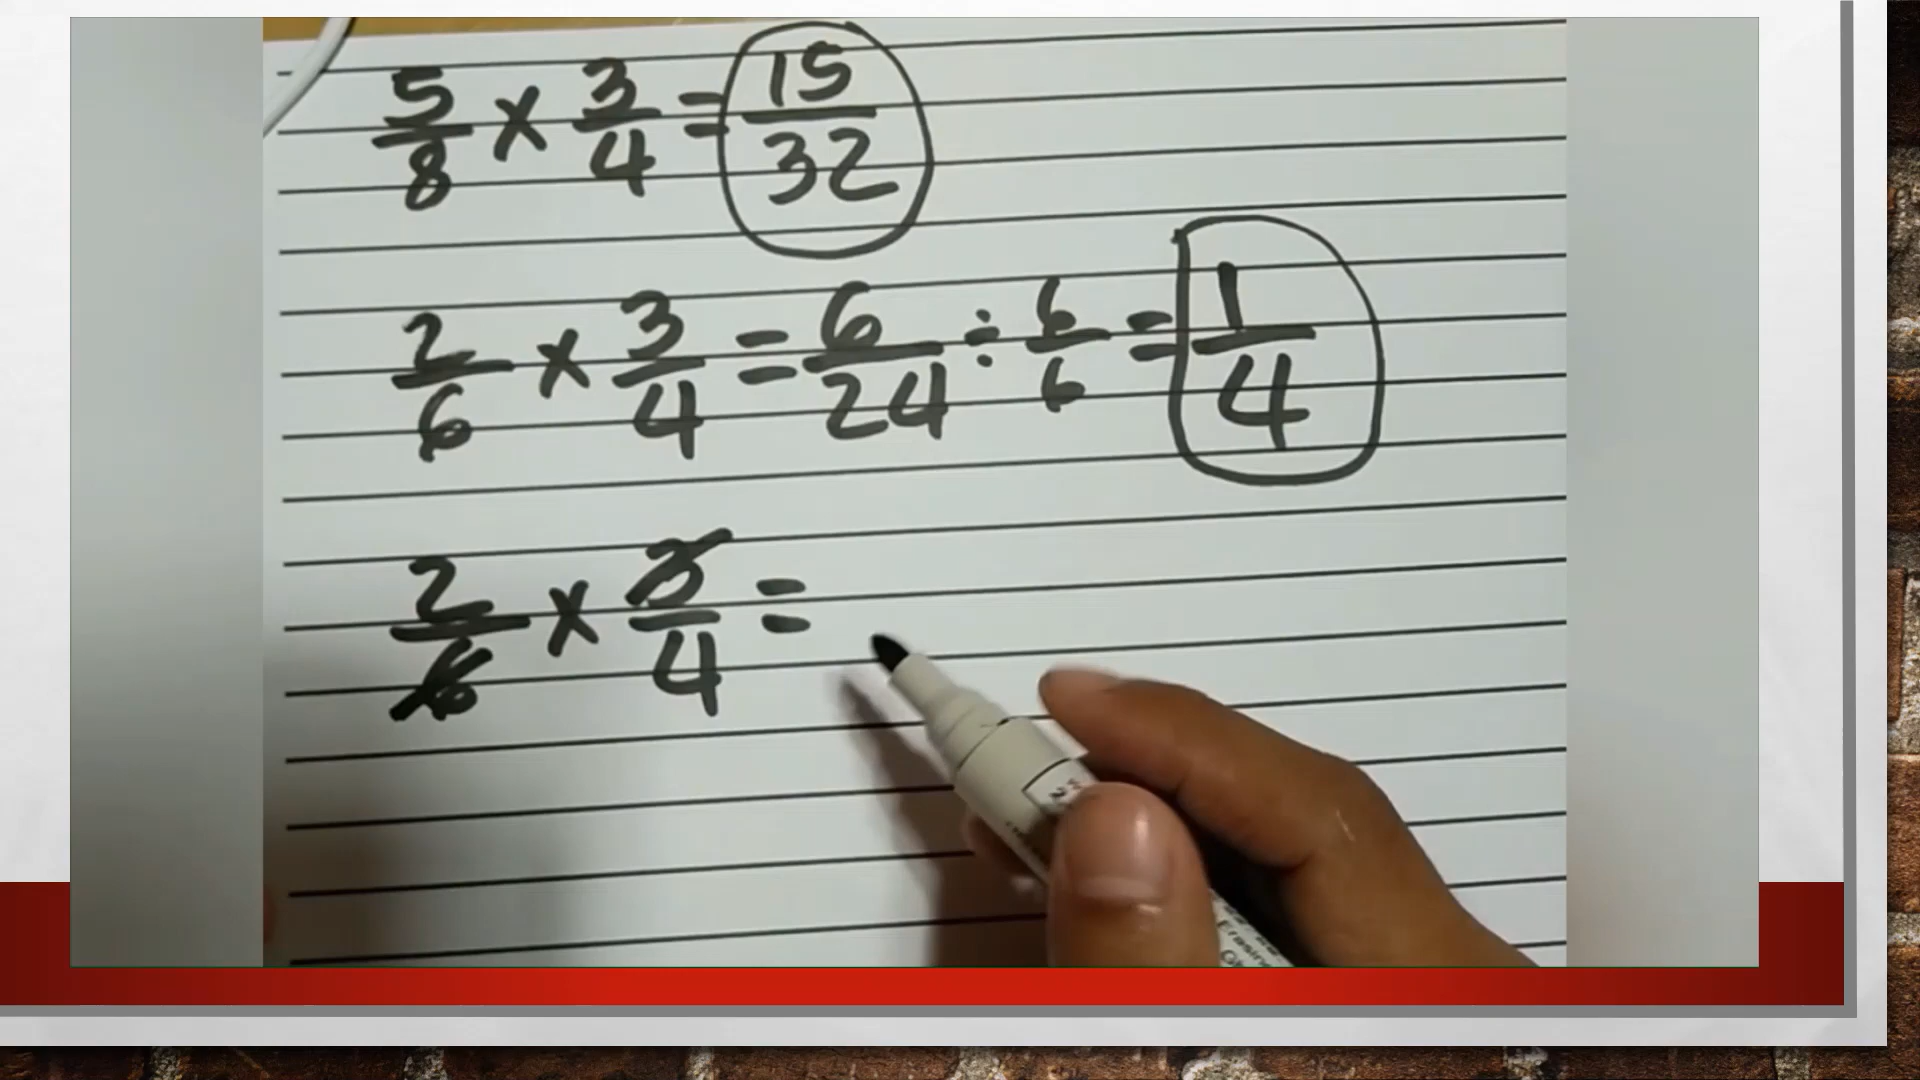 5/8 × 3/4 = 15/32
2/6 × 3/4 = 6/24 ÷ 6/6 = 1/4
2/6 × 3/4 =